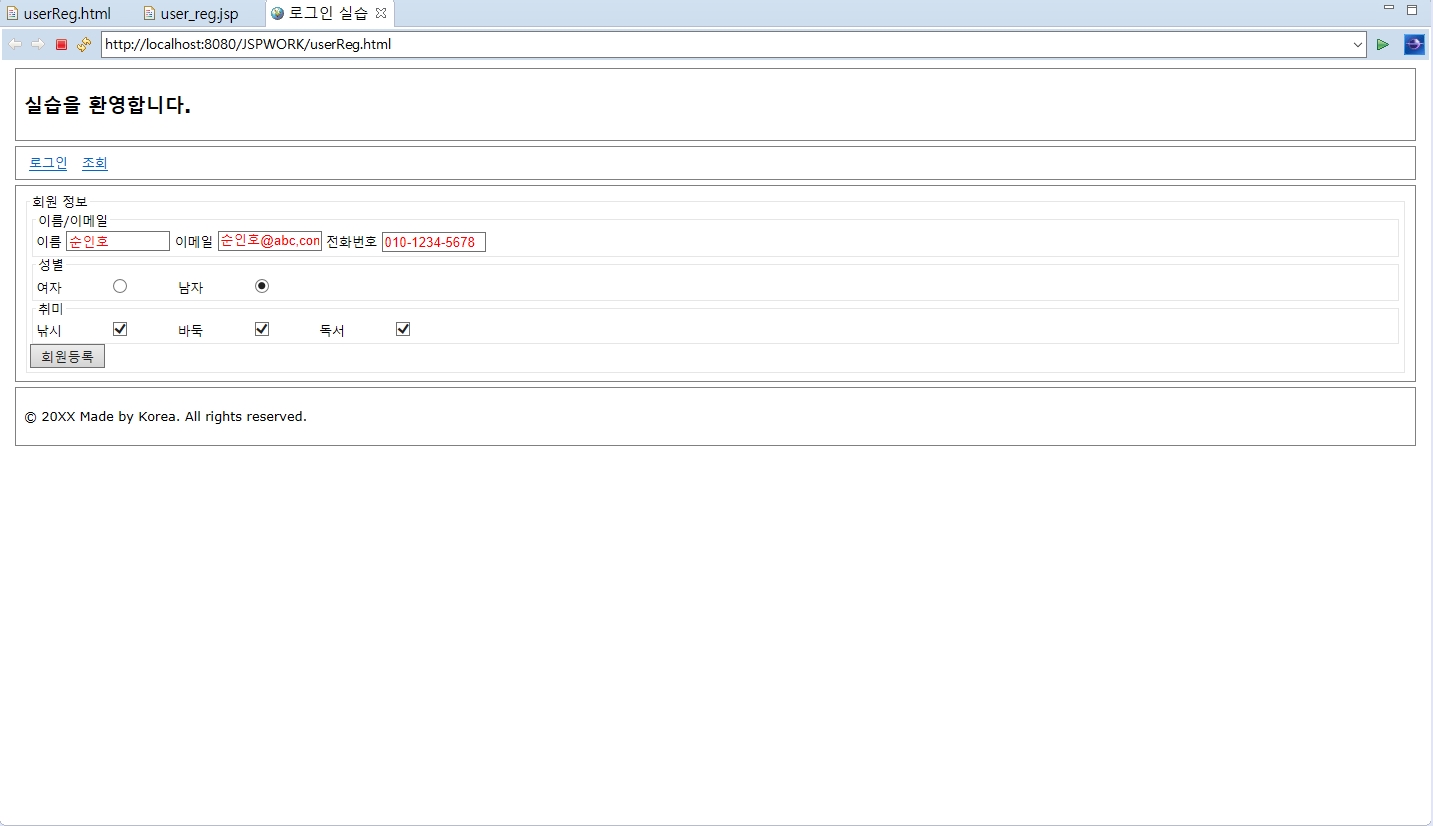 userReg.html user_reg.jsp 로그인 실습
http://localhost:8080/JSPWORK/userReg.html
실습을 환영합니다.
로그인 조회
회원 정보
이름/이메일
이름 순인호 이메일 순인호@abc,con 전화번호 010-1234-5678
성별
여자 남자
취미
낚시 바둑 독서
회원등록
© 20XX Made by Korea. All rights reserved.